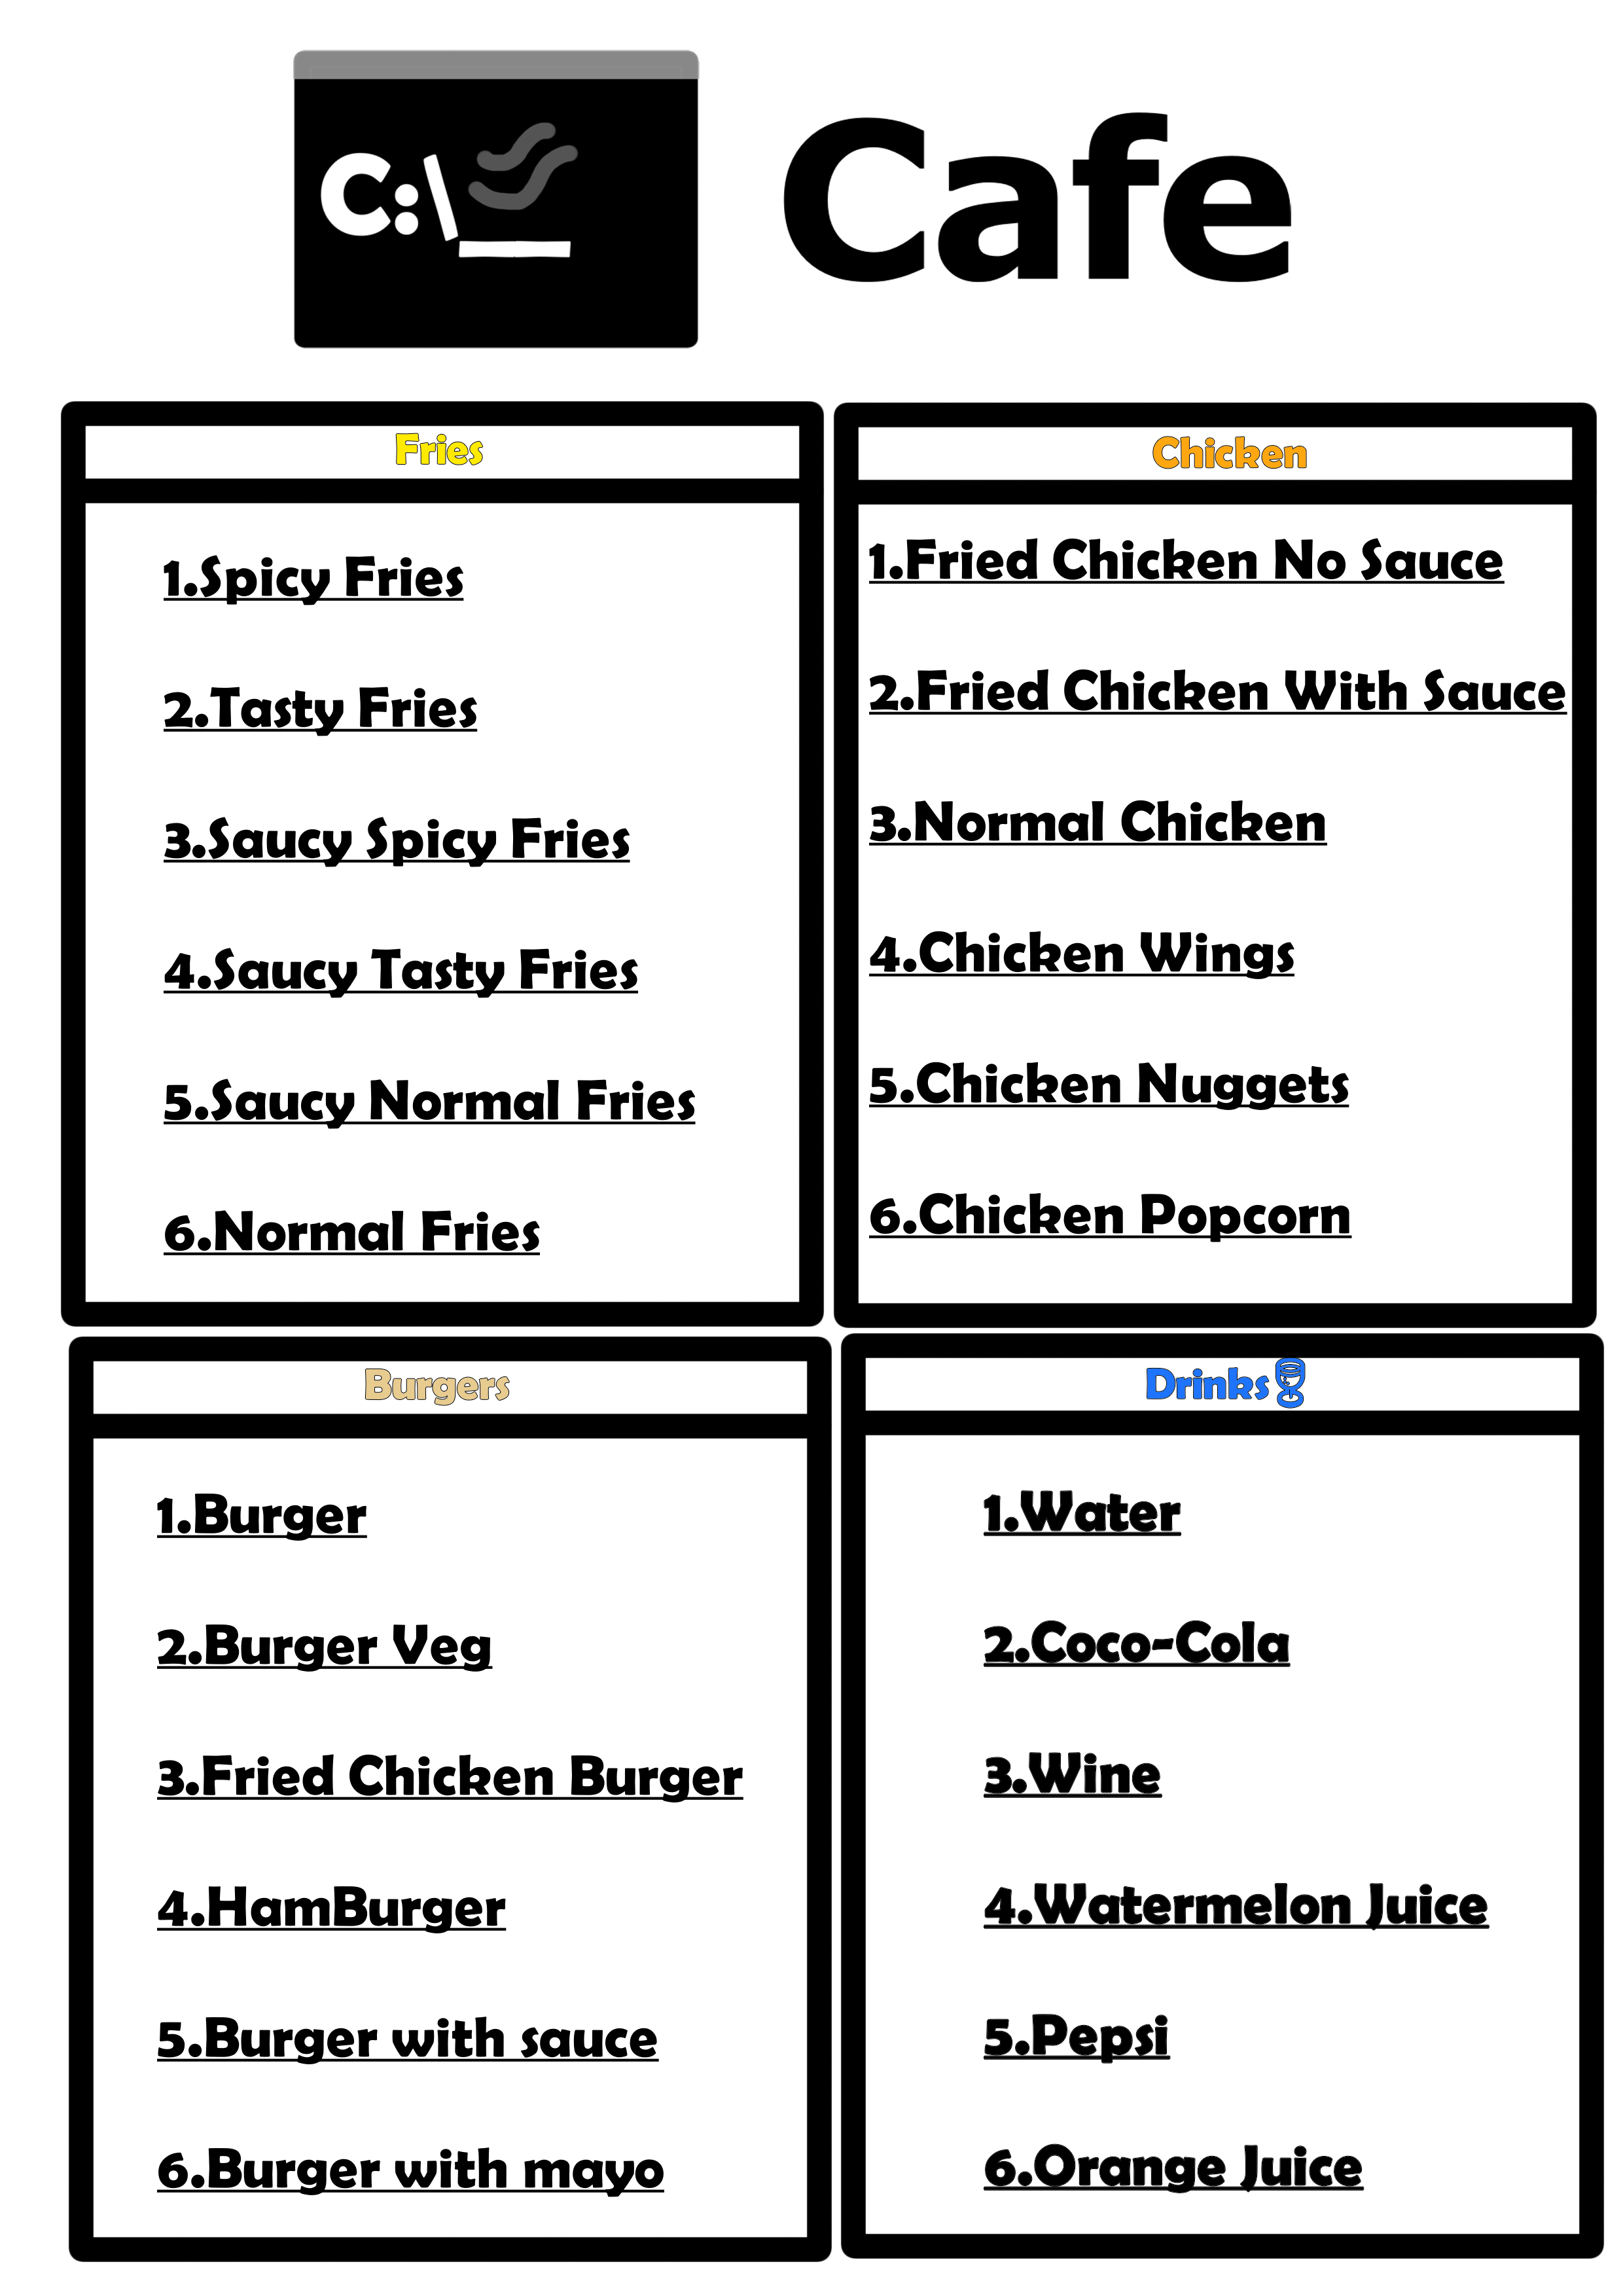 C:\_
Cafe
Fries
1.Spicy Fries
2.Tasty Fries
3.Saucy Spicy Fries
4.Saucy Tasty Fries
5.Saucy Normal Fries
6.Normal Fries
Chicken
1.Fried Chicken No Sauce
2.Fried Chicken With Sauce
3.Normal Chicken
4.Chicken Wings
5.Chicken Nuggets
6.Chicken Popcorn
Burgers
1.Burger
2.Burger Veg
3.Fried Chicken Burger
4.HamBurger
5.Burger with sauce
6.Burger with mayo
Drinks
1.Water
2.Coco-Cola
3.Wine
4.Watermelon Juice
5.Pepsi
6.Orange Juice